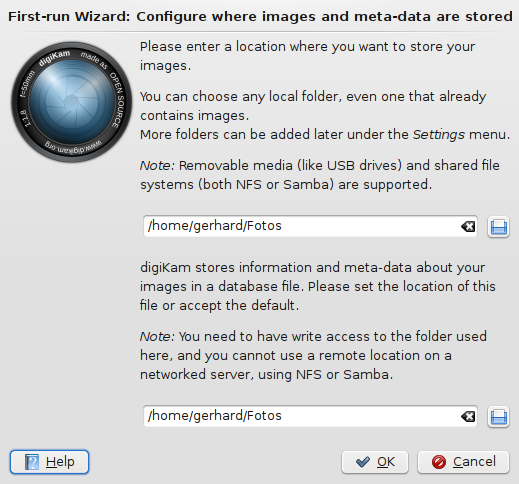 First-run Wizard: Configure where images and meta-data are stored
digiKam
made as
OPEN SOURCE
www.digikam.org
1:1.8 f=50mm
Please enter a location where you want to store your
images.
You can choose any local folder, even one that already
contains images.
More folders can be added later under the Settings menu.
Note: Removable media (like USB drives) and shared file
systems (both NFS or Samba) are supported.
/home/gerhard/Fotos
digiKam stores information and meta-data about your
images in a database file. Please set the location of this
file or accept the default.
Note: You need to have write access to the folder used
here, and you cannot use a remote location on a
networked server, using NFS or Samba.
/home/gerhard/Fotos
Help
OK
Cancel